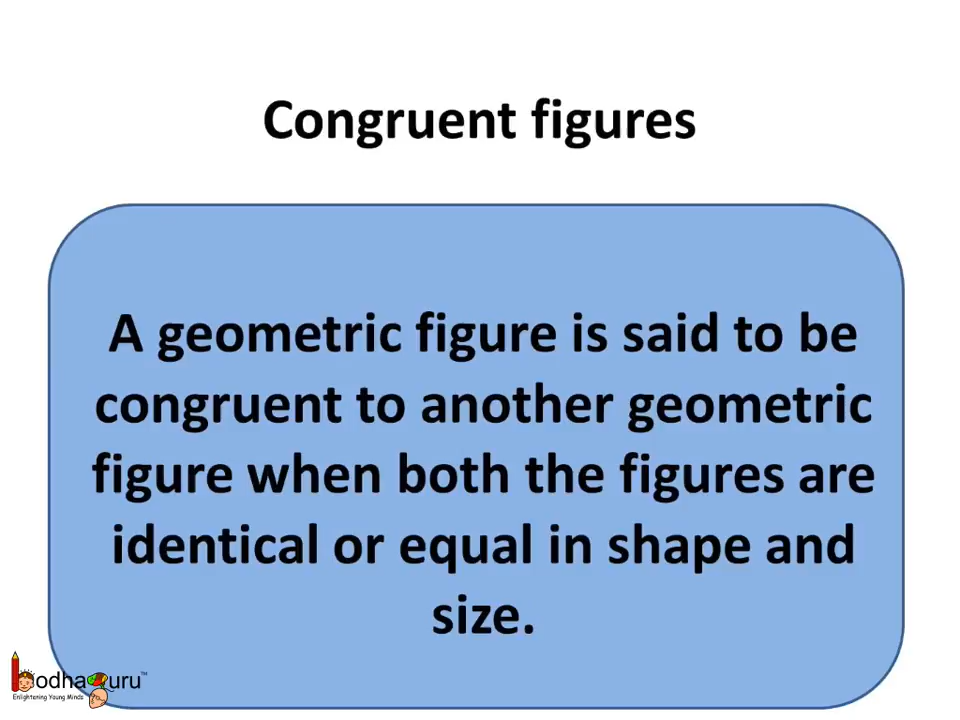 Congruent figures
A geometric figure is said to be
congruent to another geometric
figure when both the figures are
identical or equal in shape and
size.
bodhaguru™
Enlightening Young Minds